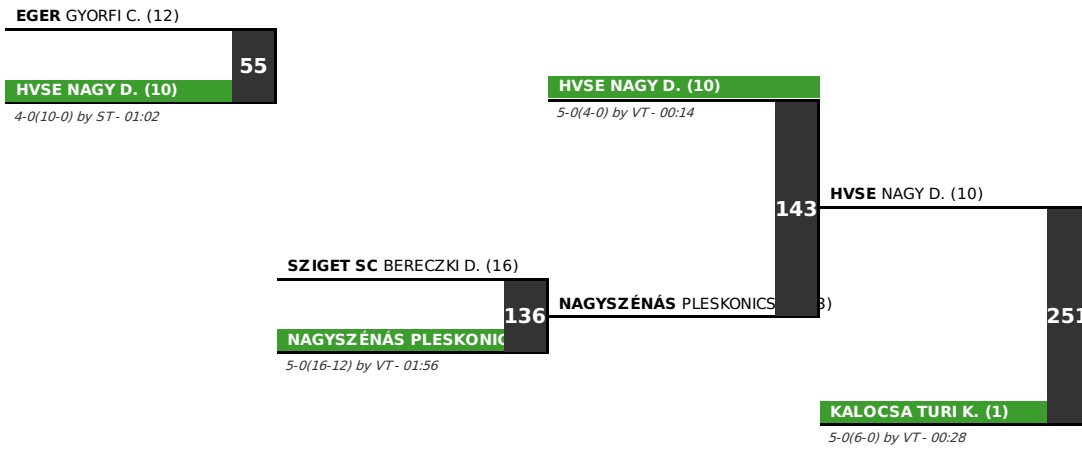 EGER GYORFI C. (12)
55
HVSE NAGY D. (10)
4-0(10-0) by ST - 01:02
HVSE NAGY D. (10)
5-0(4-0) by VT - 00:14
143
HVSE NAGY D. (10)
SZIGET SC BERECZKI D. (16)
136
NAGYSZÉNÁS PLESKONICS
NAGYSZÉNÁS
5-0(16-12) by VT - 01:56
251
KALOCSA TURI K. (1)
5-0(6-0) by VT - 00:28